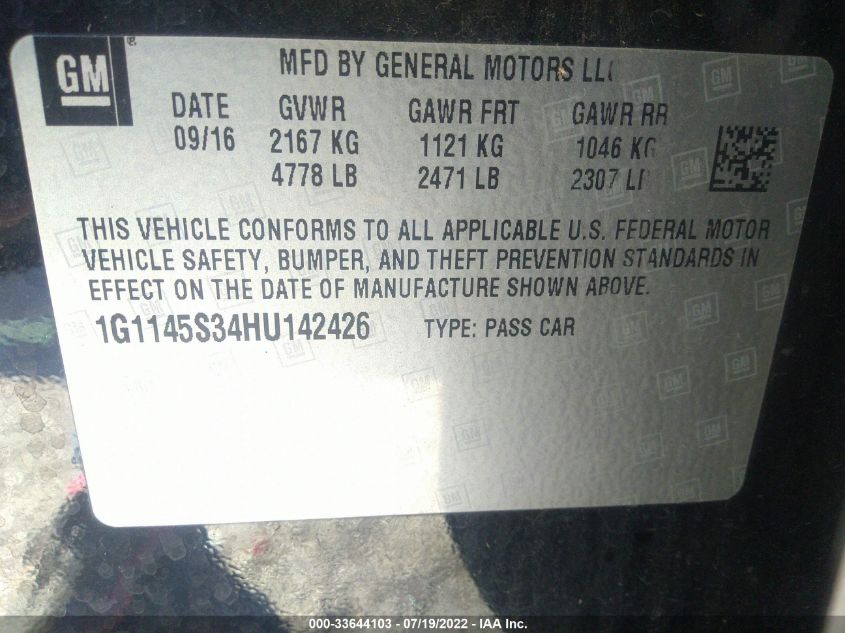 GM
MFD BY GENERAL MOTORS LL
DATE GVWR GAWR FRT GAWR RR
09/16 2167 KG 1121 KG 1046 KG
4778 LB 2471 LB 2307 L
THIS VEHICLE CONFORMS TO ALL APPLICABLE U.S. FEDERAL MOTOR
VEHICLE SAFETY, BUMPER, AND THEFT PREVENTION STANDARDS IN
EFFECT ON THE DATE OF MANUFACTURE SHOWN ABOVE.
1G1145S34HU142426 TYPE: PASS CAR
000-33644103 - 07/19/2022 - IAA Inc.